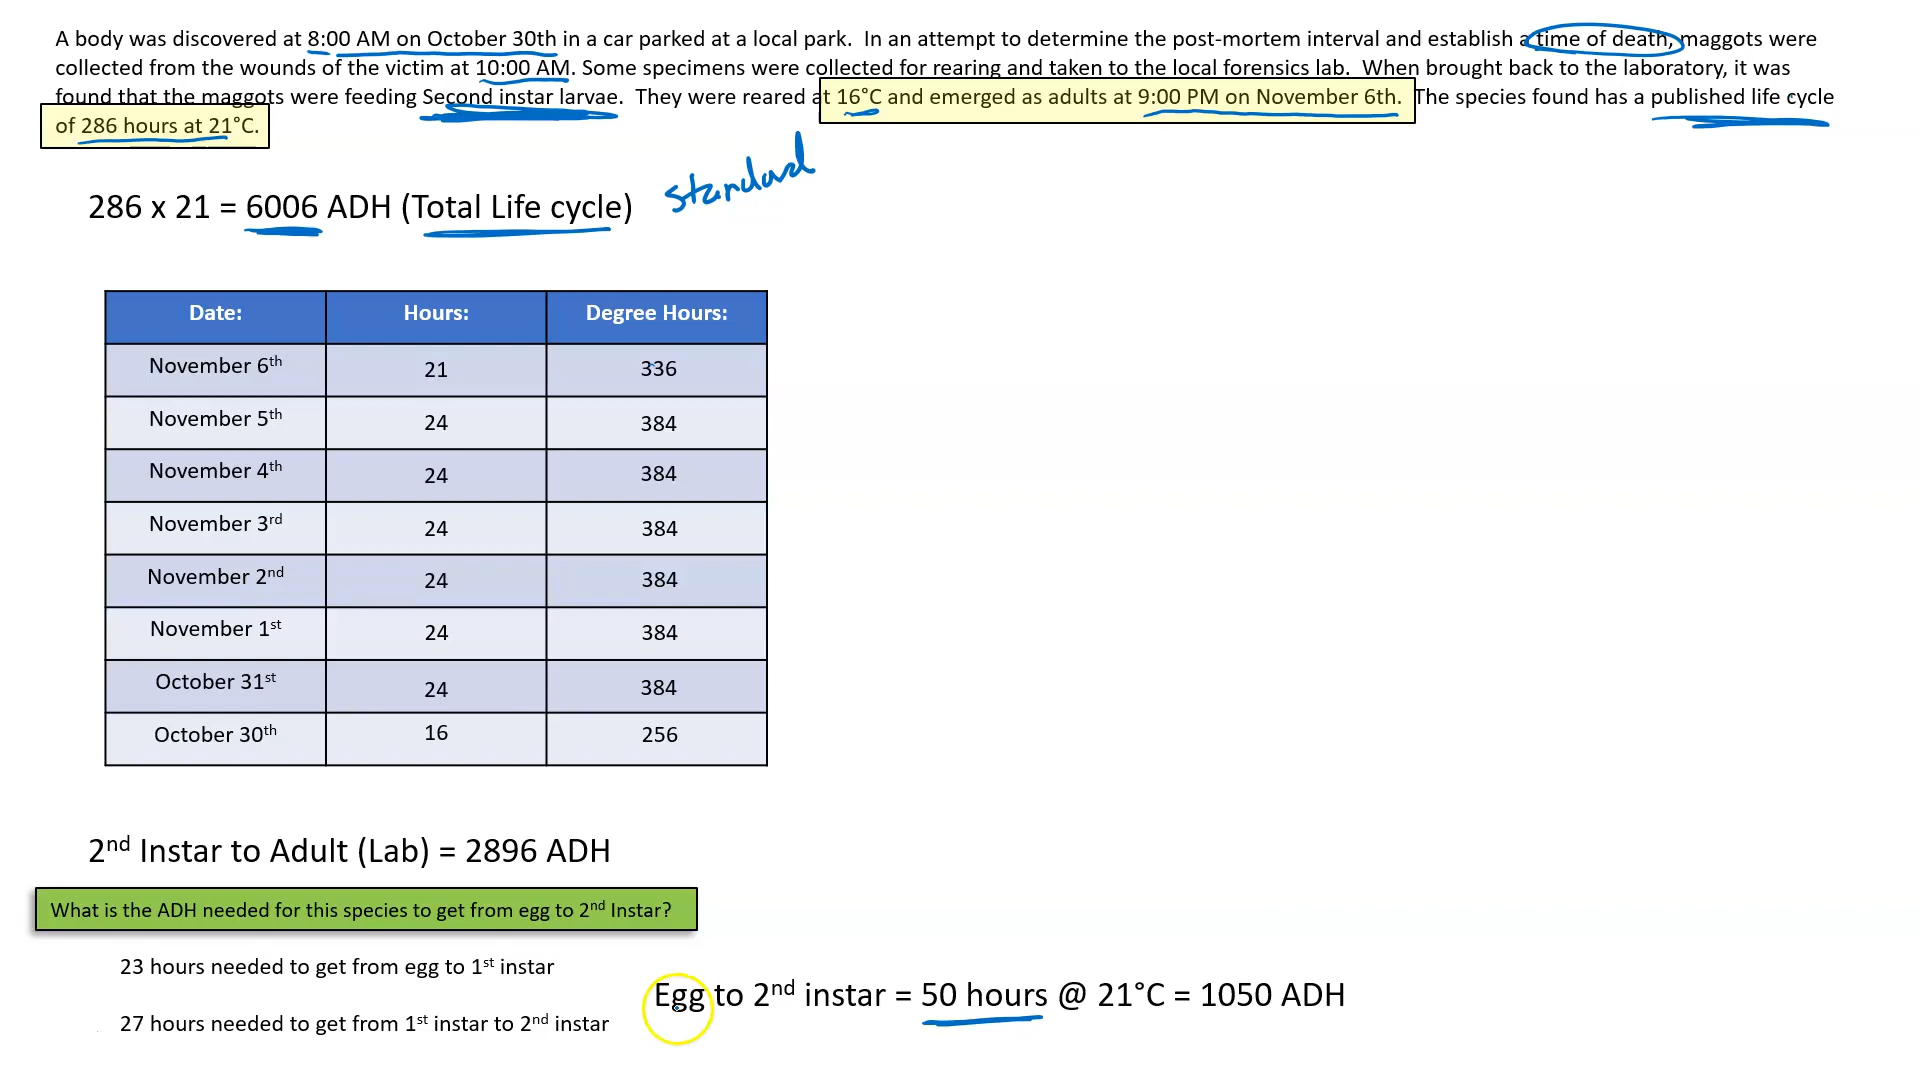 A body was discovered at 8:00 AM on October 30th in a car parked at a local park. In an attempt to determine the post-mortem interval and establish a time of death, maggots were
collected from the wounds of the victim at 10:00 AM. Some specimens were collected for rearing and taken to the local forensics lab. When brought back to the laboratory, it was
found that the maggots were feeding Second instar larvae. They were reared at 16°C and emerged as adults at 9:00 PM on November 6th. The species found has a published life cycle
of 286 hours at 21°C.
standard
286 x 21 = 6006 ADH (Total Life cycle)
Date: Hours: Degree Hours:
November 6th 21 336
November 5th 24 384
November 4th 24 384
November 3rd 24 384
November 2nd 24 384
November 1st 24 384
October 31st 24 384
October 30th 16 256
2nd Instar to Adult (Lab) = 2896 ADH
What is the ADH needed for this species to get from egg to 2nd Instar?
23 hours needed to get from egg to 1st instar
Egg to 2nd instar = 50 hours @ 21°C = 1050 ADH
27 hours needed to get from 1st instar to 2nd instar